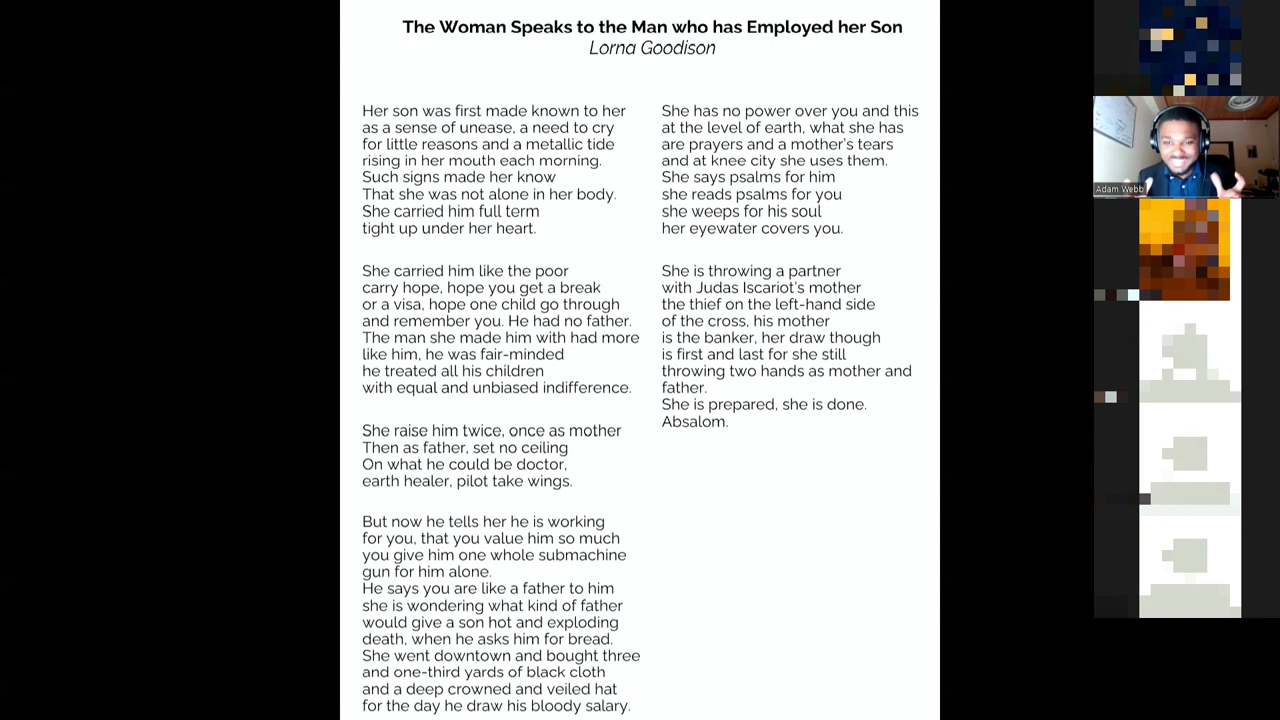 The Woman Speaks to the Man who has Employed her Son
Lorna Goodison
Her son was first made known to her
as a sense of unease, a need to cry
for little reasons and a metallic tide
rising in her mouth each morning.
Such signs made her know
That she was not alone in her body.
She carried him full term
tight up under her heart.
She carried him like the poor
carry hope, hope you get a break
or a visa, hope one child go through
and remember you. He had no father.
The man she made him with had more
like him, he was fair-minded
he treated all his children
with equal and unbiased indifference.
She raise him twice, once as mother
Then as father, set no ceiling
On what he could be doctor,
earth healer, pilot take wings.
But now he tells her he is working
for you, that you value him so much
you give him one whole submachine
gun for him alone.
He says you are like a father to him
she is wondering what kind of father
would give a son hot and exploding
death, when he asks him for bread.
She went downtown and bought three
and one-third yards of black cloth
and a deep crowned and veiled hat
for the day he draw his bloody salary.
She has no power over you and this
at the level of earth, what she has
are prayers and a mother's tears
and at knee city she uses them.
She says psalms for him
she reads psalms for you
she weeps for his soul
her eyewater covers you.
She is throwing a partner
with Judas Iscariot's mother
the thief on the left-hand side
of the cross, his mother
is the banker, her draw though
is first and last for she still
throwing two hands as mother and
father.
She is prepared, she is done.
Absalom.
Adam Webb